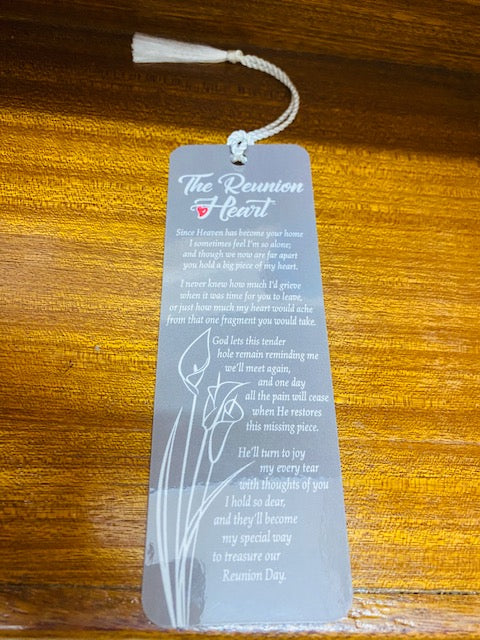 The Reunion
Heart
Since Heaven has become your home
I sometimes feel I'm so alone;
and though we now are far apart
you hold a big piece of my heart.
I never knew how much I'd grieve
when it was time for you to leave,
or just how much my heart would ache
from that one fragment you would take.
God lets this tender
hole remain reminding me
we'll meet again,
and one day
all the pain will cease
when He restores
this missing piece.
He'll turn to joy
my every tear
with thoughts of you
I hold so dear,
and they'll become
my special way
to treasure our
Reunion Day.